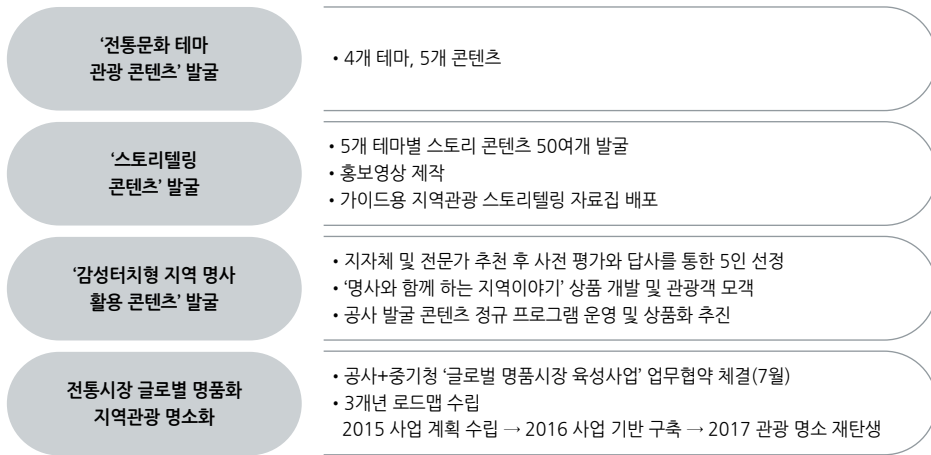 ‘전통문화 테마
관광 콘텐츠’ 발굴
• 4개 테마, 5개 콘텐츠
‘스토리텔링
콘텐츠’ 발굴
• 5개 테마별 스토리 콘텐츠 50여개 발굴
• 홍보영상 제작
• 가이드용 지역관광 스토리텔링 자료집 배포
‘감성터치형 지역 명사
활용 콘텐츠’ 발굴
• 지자체 및 전문가 추천 후 사전 평가와 답사를 통한 5인 선정
• ‘명사와 함께 하는 지역이야기’ 상품 개발 및 관광객 모객
• 공사 발굴 콘텐츠 정규 프로그램 운영 및 상품화 추진
전통시장 글로벌 명품화
지역관광 명소화
• 공사+중기청 ‘글로벌 명품시장 육성사업’ 업무협약 체결(7월)
• 3개년 로드맵 수립
2015 사업 계획 수립 → 2016 사업 기반 구축 → 2017 관광 명소 재탄생